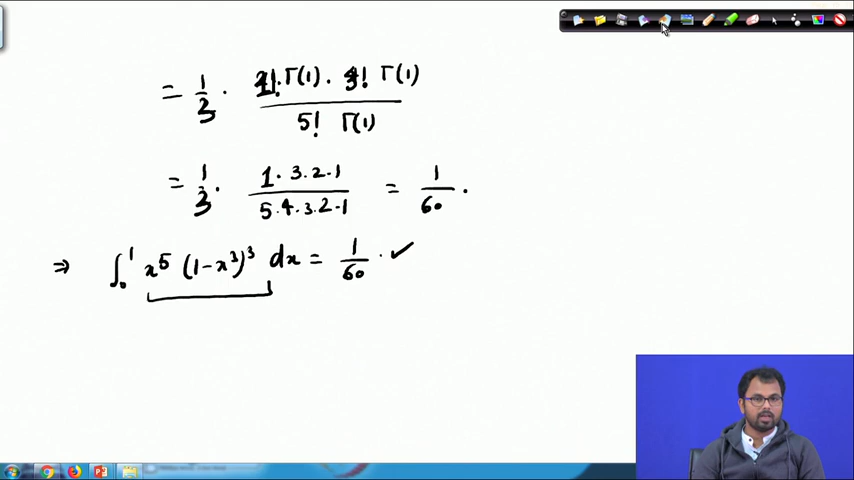 = 1/3 · 1!·Γ(1) · 3! Γ(1) / 5! Γ(1)
= 1/3 · 1·3·2·1 / 5·4·3·2·1 = 1/60 .
⇒ ∫₀¹ x⁵ (1-x³)³ dx = 1/60 . ✓